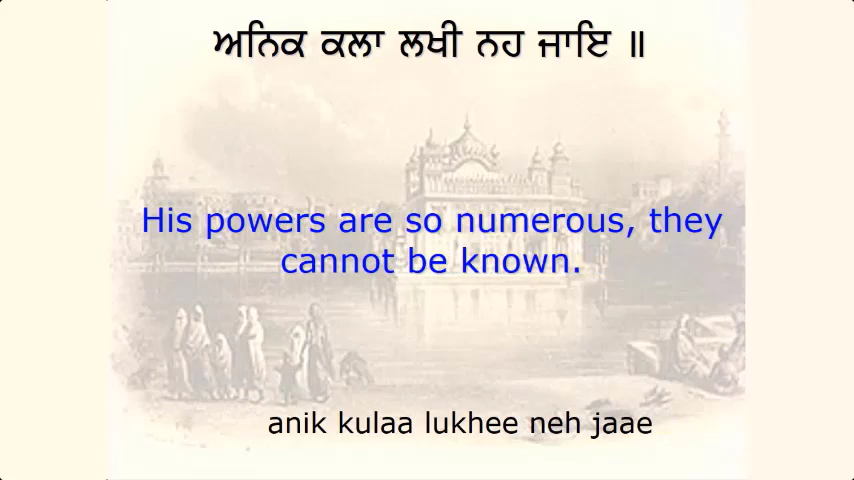 ਅਨਿਕ ਕਲਾ ਲਖੀ ਨਹ ਜਾਇ ॥
His powers are so numerous, they
cannot be known.
anik kulaa lukhee neh jaae